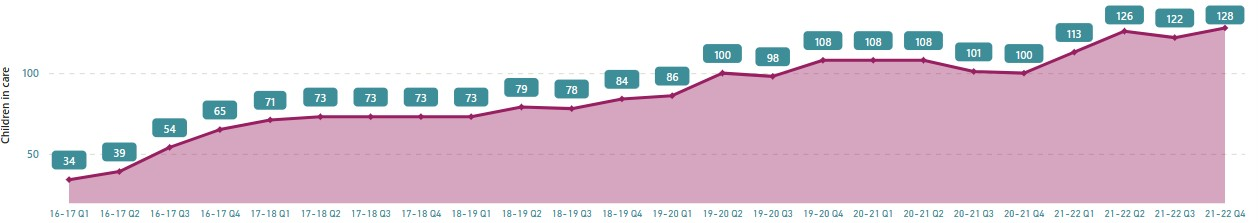 Children in care
100
50
34
39
54
65
71
73
73
73
73
79
78
84
86
100
98
108
108
108
101
100
113
126
122
128
16-17 Q1
16-17 Q2
16-17 Q3
16-17 Q4
17-18 Q1
17-18 Q2
17-18 Q3
17-18 Q4
18-19 Q1
18-19 Q2
18-19 Q3
18-19 Q4
19-20 Q1
19-20 Q2
19-20 Q3
19-20 Q4
20-21 Q1
20-21 Q2
20-21 Q3
20-21 Q4
21-22 Q1
21-22 Q2
21-22 Q3
21-22 Q4